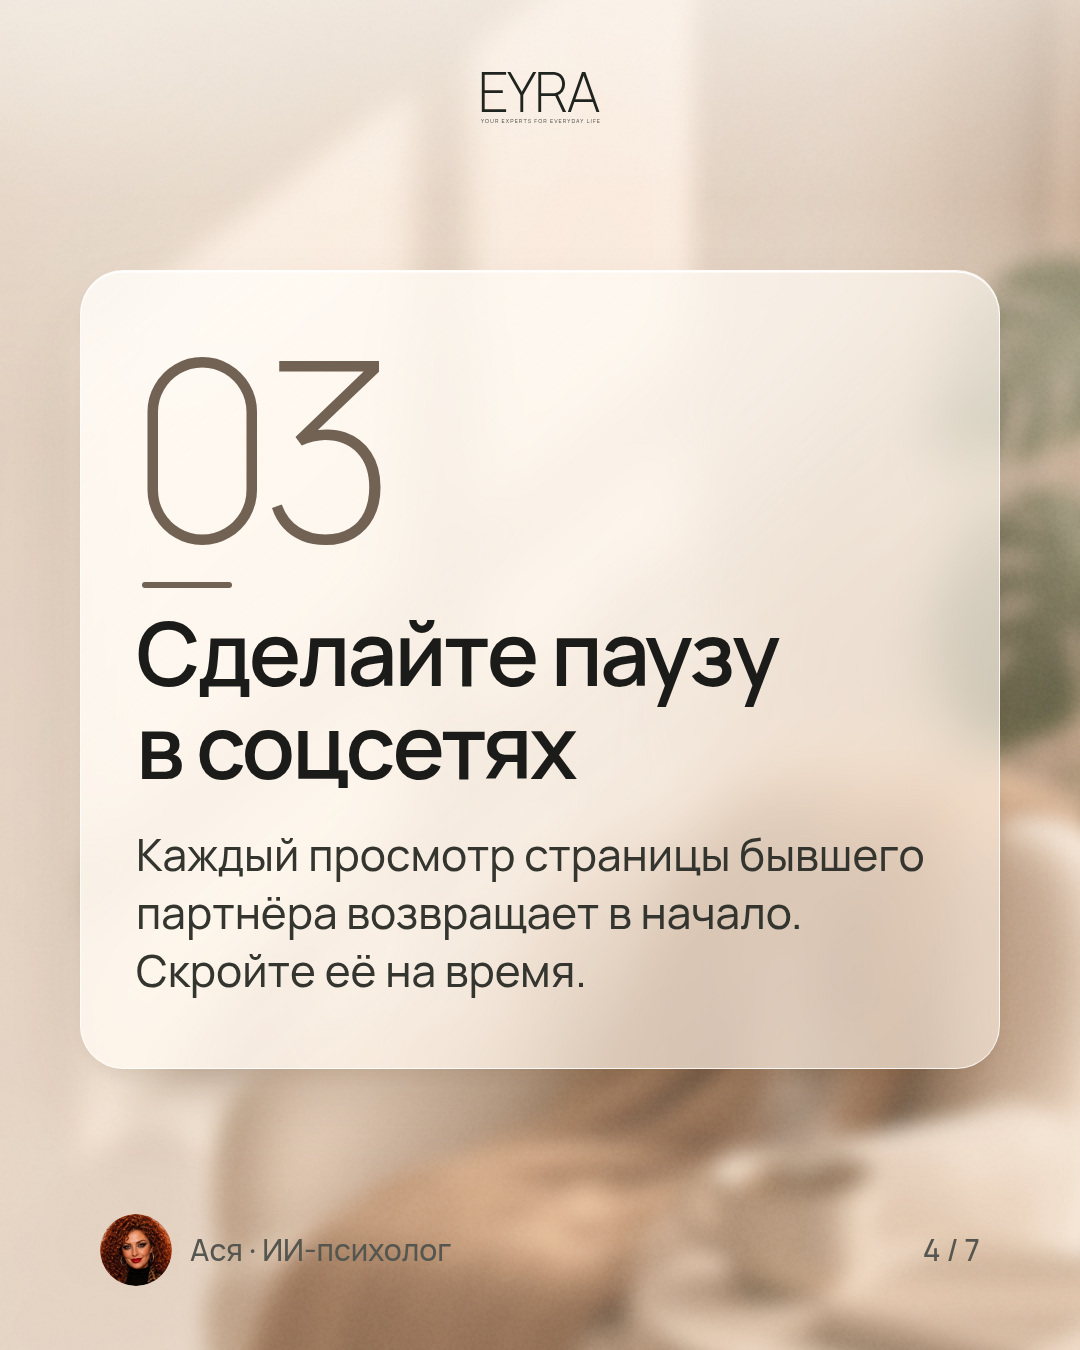 EYRA
YOUR EXPERTS FOR EVERYDAY LIFE
03
Сделайте паузу
в соцсетях
Каждый просмотр страницы бывшего
партнёра возвращает в начало.
Скройте её на время.
Ася · ИИ-психолог
4 / 7